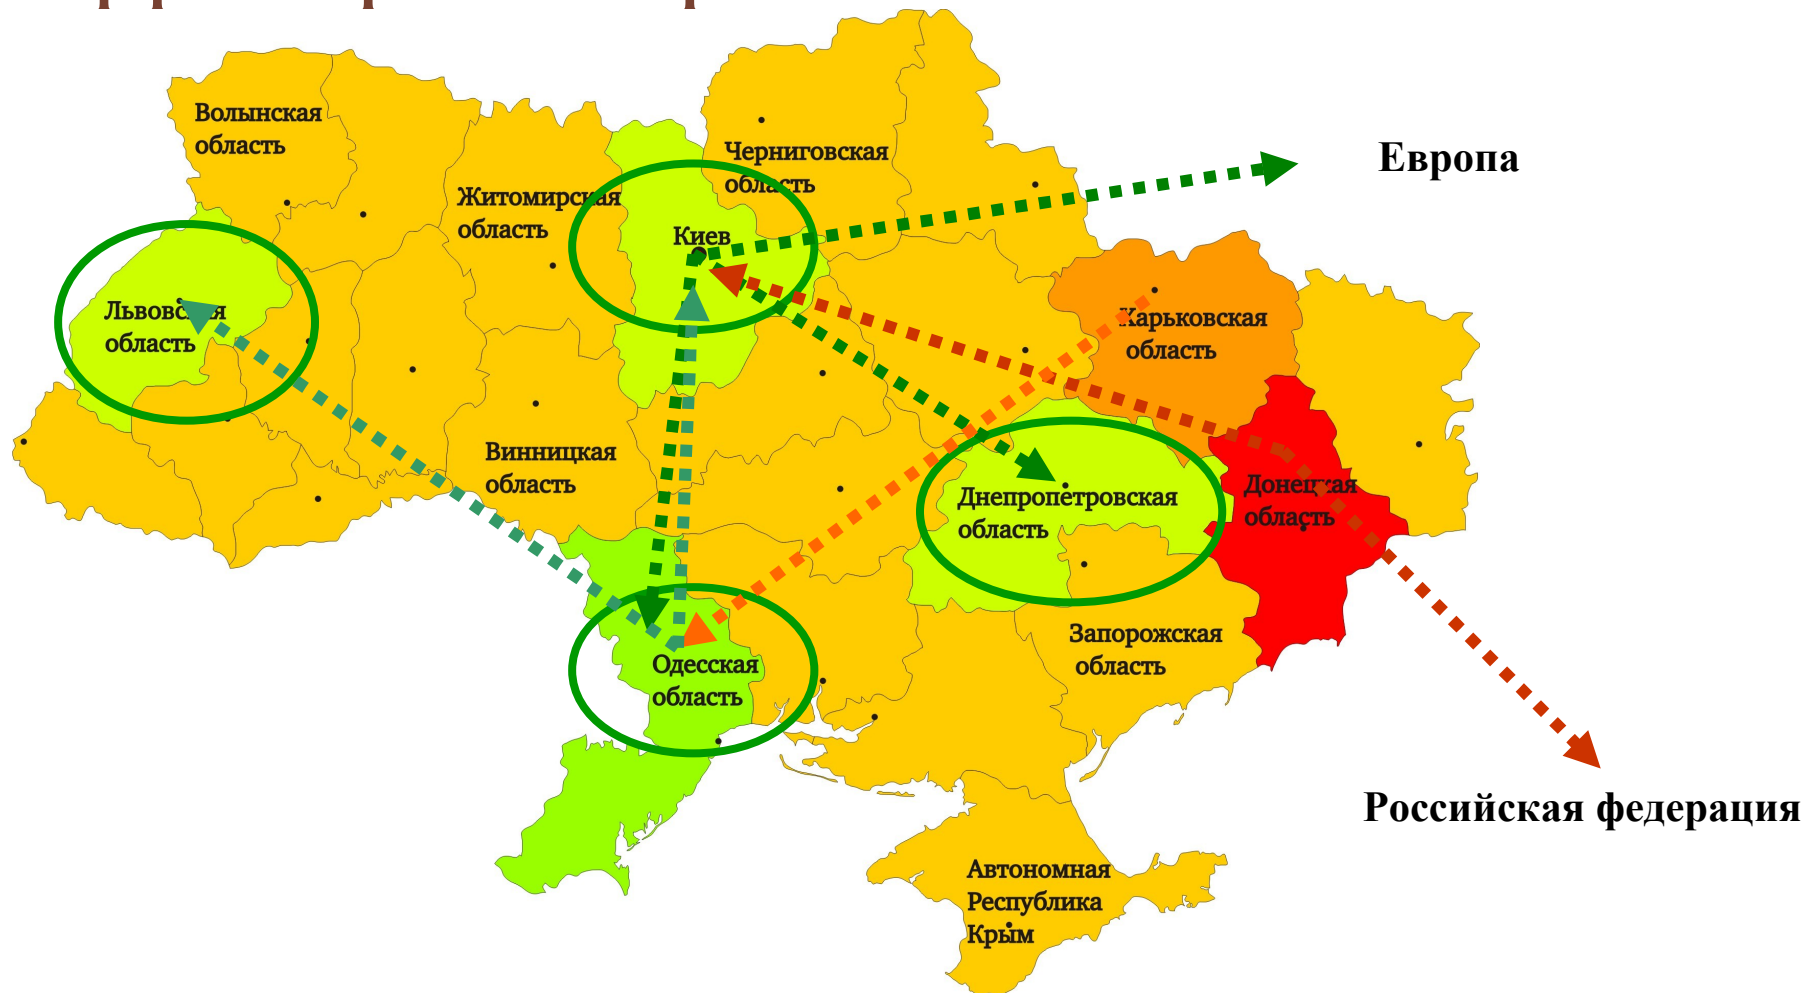 Волынская
область
Черниговская
область
Европа
Житомирская
область
Киев
Львовская
область
Харьковская
область
Винницкая
область
Днепропетровская
область
Донецкая
область
Запорожская
область
Одесская
область
Российская федерация
Автономная
Республика
Крым